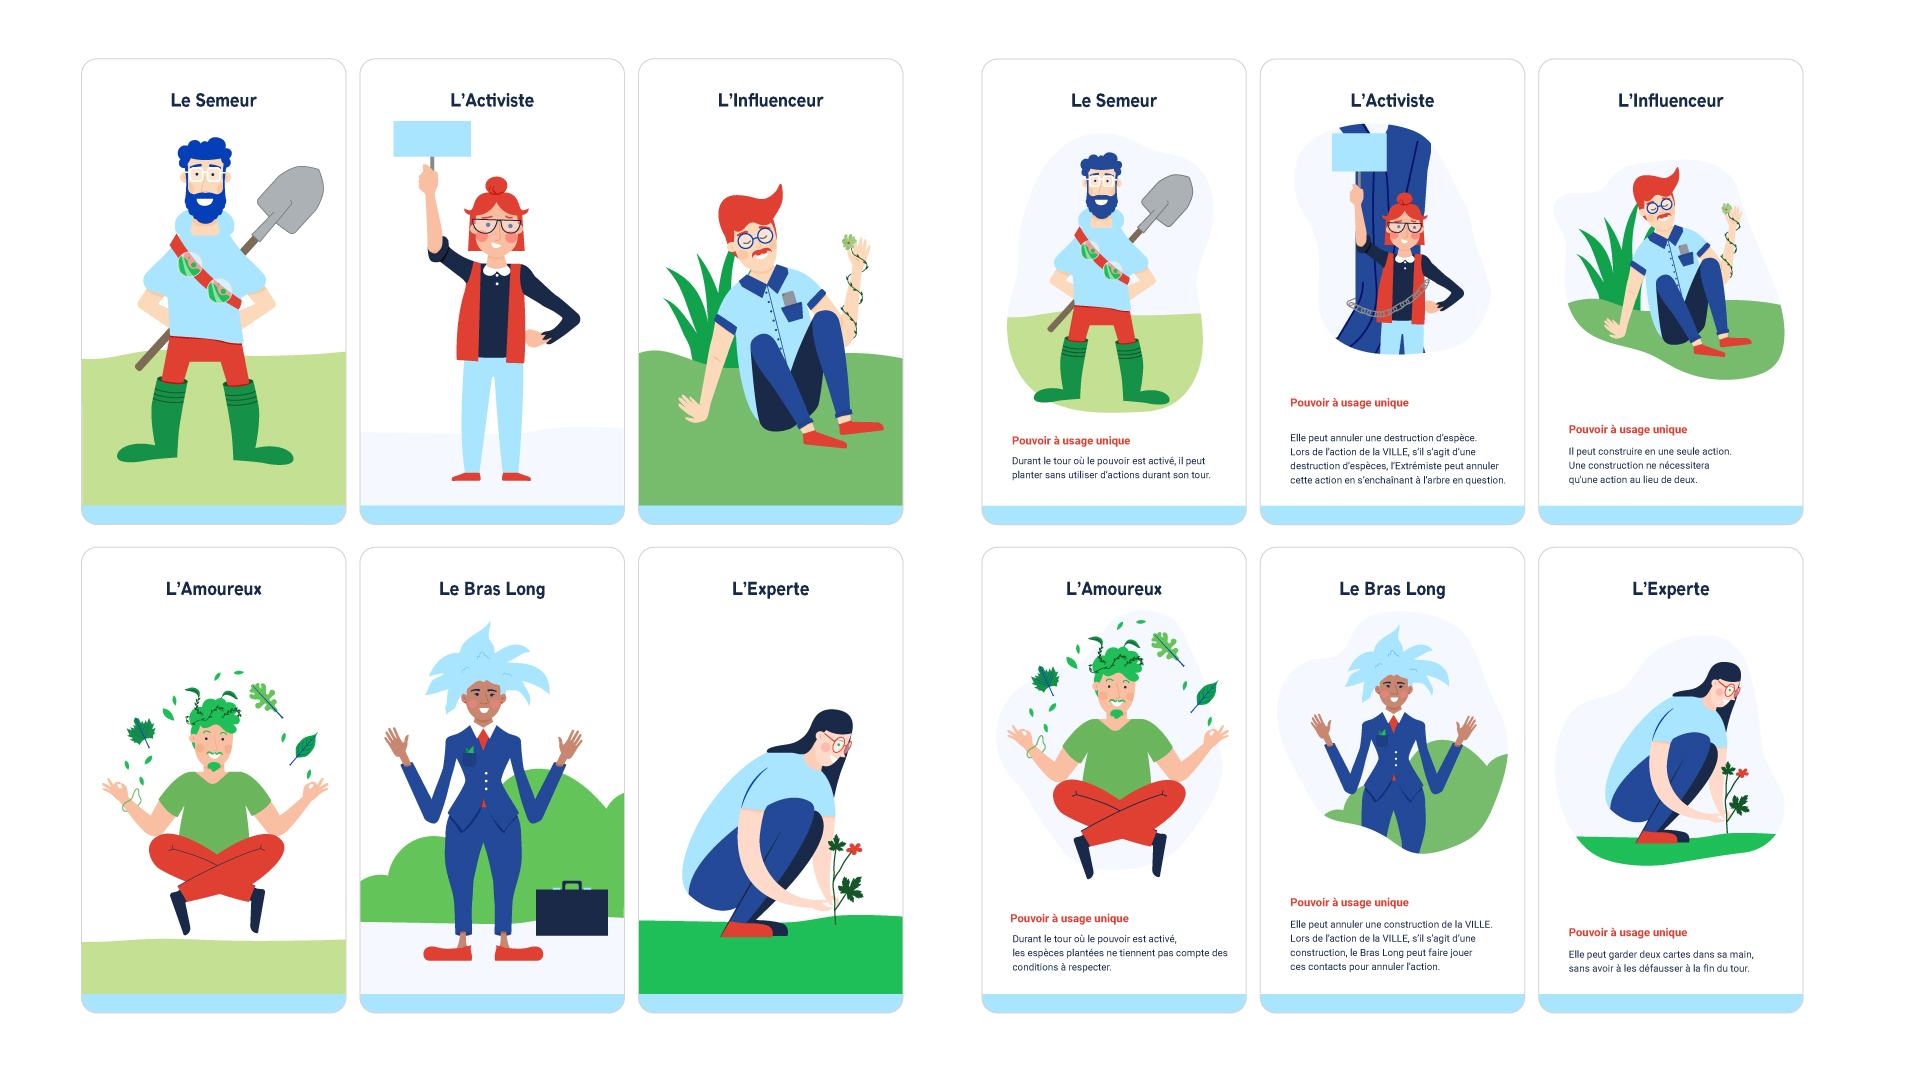 Le Semeur
L'Activiste
L'Influenceur
L'Amoureux
Le Bras Long
L'Experte
Le Semeur
Pouvoir à usage unique
Durant le tour où le pouvoir est activé, il peut
planter sans utiliser d'actions durant son tour.
L'Activiste
Pouvoir à usage unique
Elle peut annuler une destruction d'espèce.
Lors de l'action de la VILLE, s'il s'agit d'une
destruction d'espèces, l'Extrémiste peut annuler
cette action en s'enchaînant à l'arbre en question.
L'Influenceur
Pouvoir à usage unique
Il peut construire en une seule action.
Une construction ne nécessitera
qu'une action au lieu de deux.
L'Amoureux
Pouvoir à usage unique
Durant le tour où le pouvoir est activé,
les espèces plantées ne tiennent pas compte des
conditions à respecter.
Le Bras Long
Pouvoir à usage unique
Elle peut annuler une construction de la VILLE.
Lors de l'action de la VILLE, s'il s'agit d'une
construction, le Bras Long peut faire jouer
ces contacts pour annuler l'action.
L'Experte
Pouvoir à usage unique
Elle peut garder deux cartes dans sa main,
sans avoir à les défausser à la fin du tour.